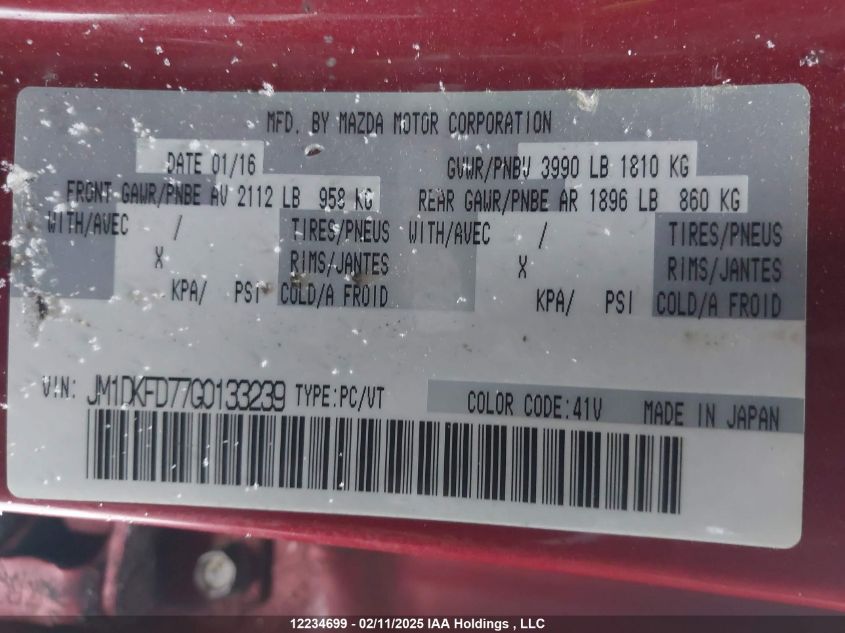 MFD. BY MAZDA MOTOR CORPORATION
DATE 01/16 GVWR/PNBV 3990 LB 1810 KG
FRONT GAWR/PNBE AV 2112 LB 958 KG REAR GAWR/PNBE AR 1896 LB 860 KG
WITH/AVEC / TIRES/PNEUS WITH/AVEC / TIRES/PNEUS
X RIMS/JANTES X RIMS/JANTES
KPA/ PSI COLD/A FROID KPA/ PSI COLD/A FROID
VIN: JM1DKFD77G0133239 TYPE:PC/VT COLOR CODE:41V MADE IN JAPAN
12234699 - 02/11/2025 IAA Holdings , LLC